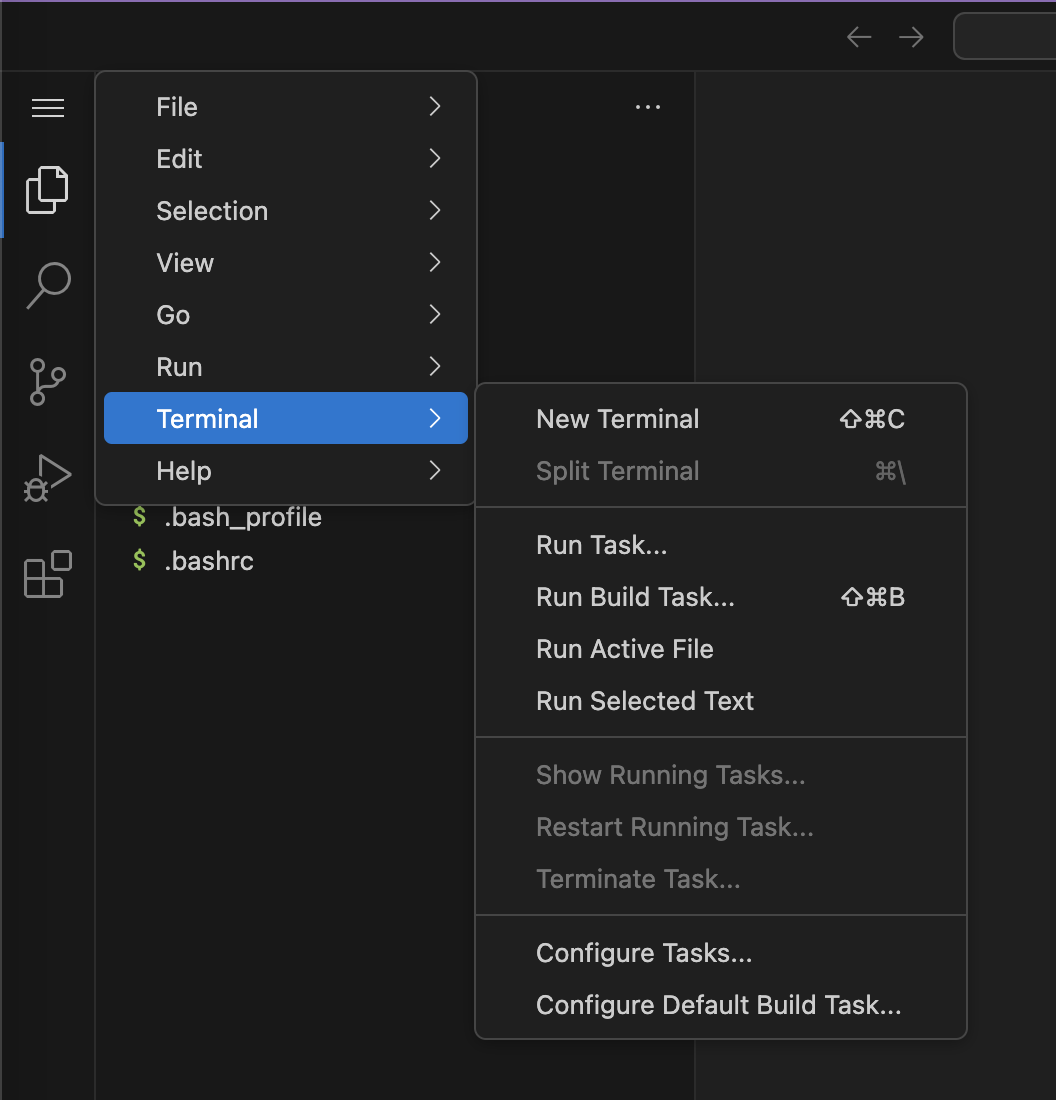 File
Edit
Selection
View
Go
Run
Terminal
Help
$ .bash_profile
$ .bashrc
New Terminal ⇧⌘C
Split Terminal ⌘\
Run Task...
Run Build Task... ⇧⌘B
Run Active File
Run Selected Text
Show Running Tasks...
Restart Running Task...
Terminate Task...
Configure Tasks...
Configure Default Build Task...